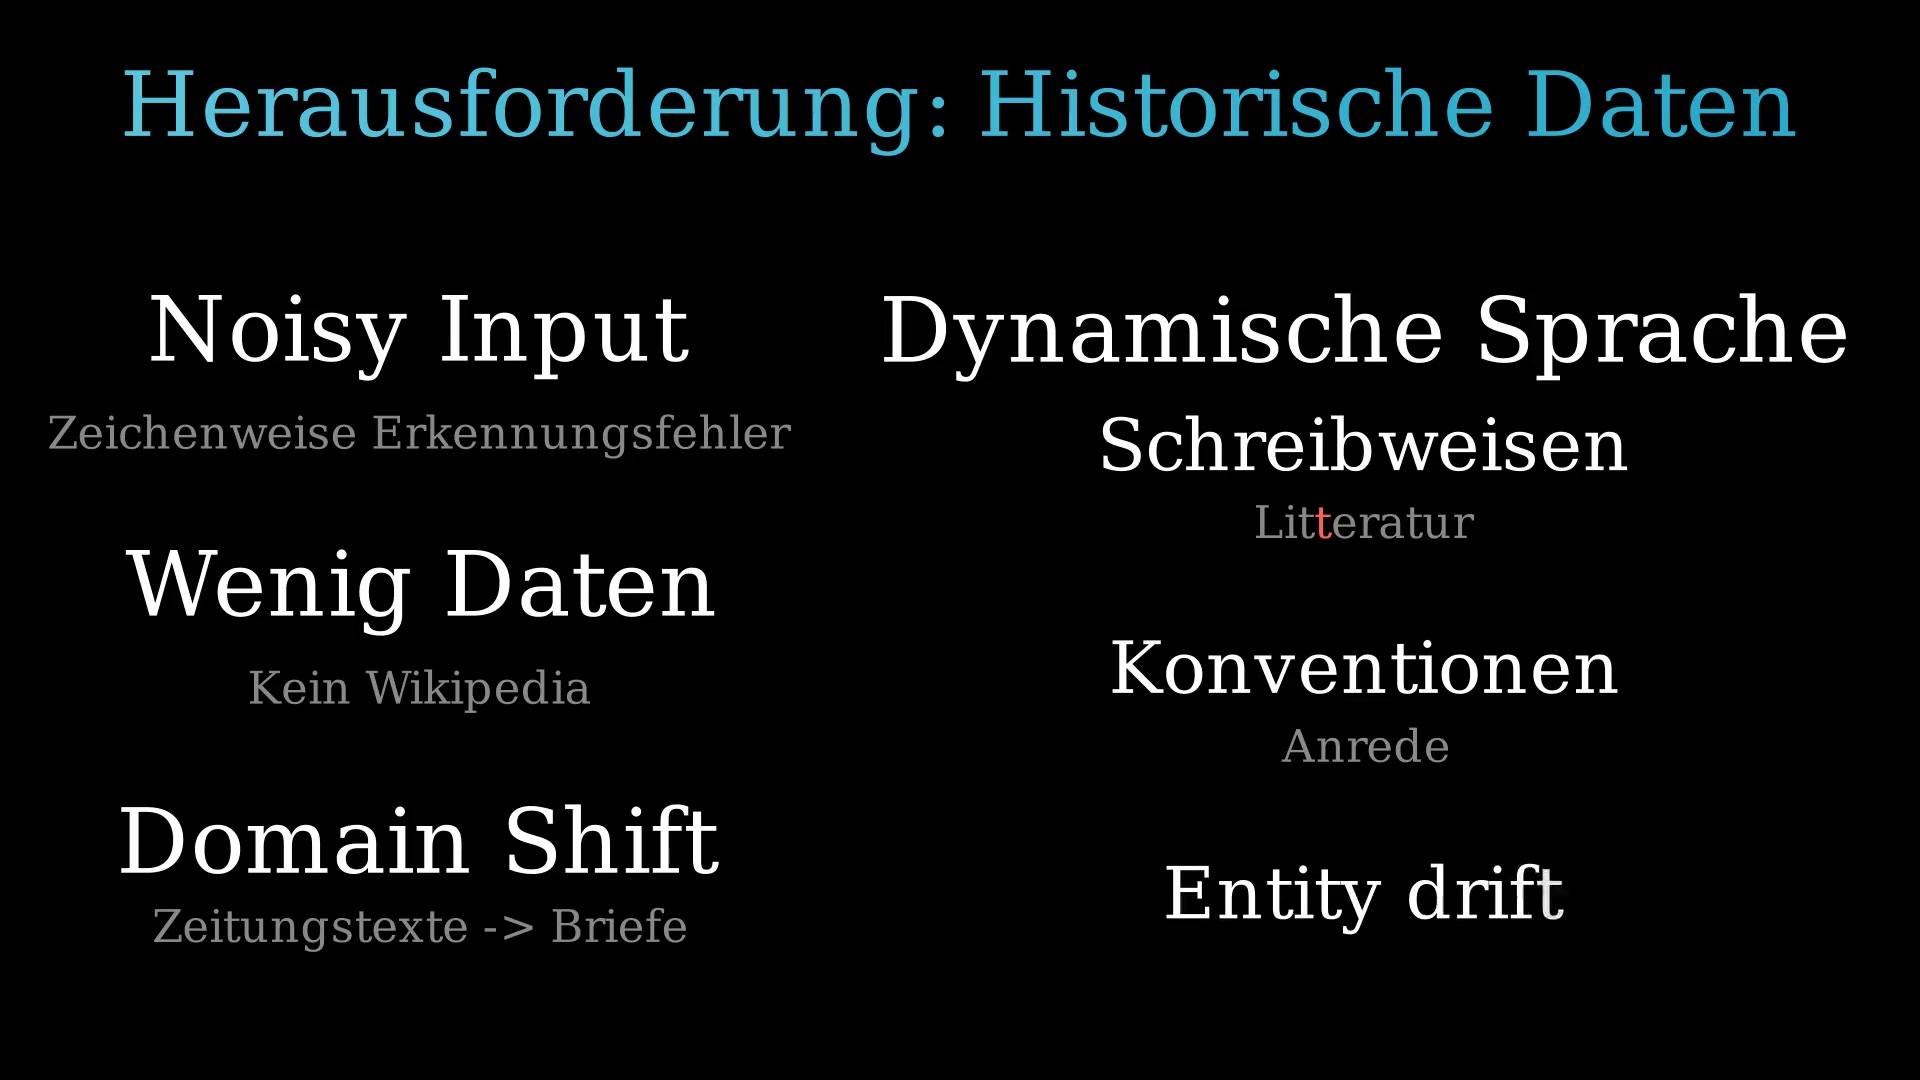 Herausforderung: Historische Daten
Noisy Input
Zeichenweise Erkennungsfehler
Wenig Daten
Kein Wikipedia
Domain Shift
Zeitungstexte -> Briefe
Dynamische Sprache
Schreibweisen
Litteratur
Konventionen
Anrede
Entity drift